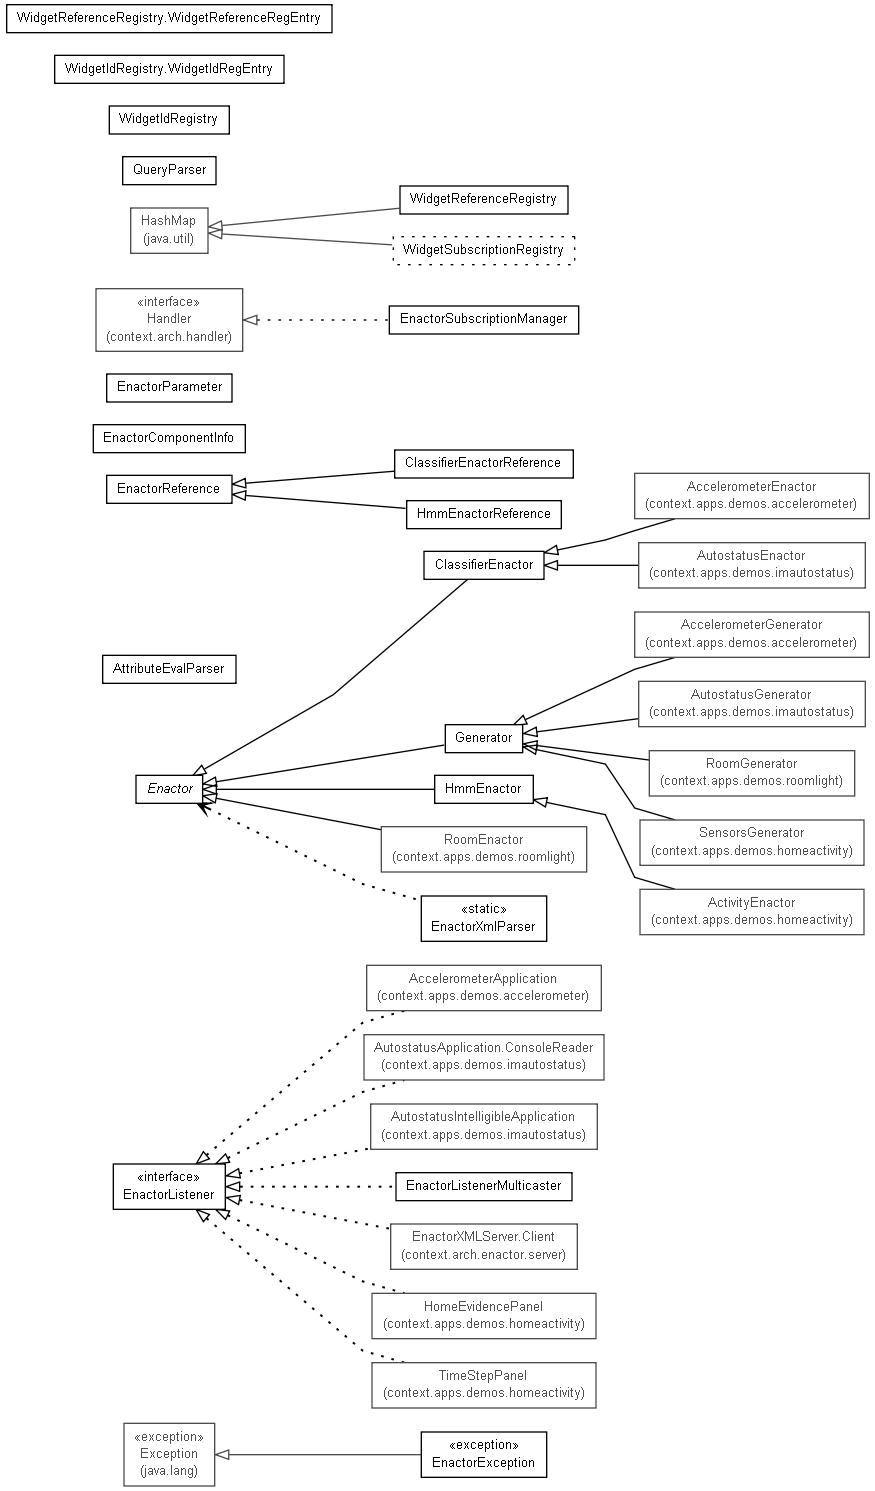 WidgetReferenceRegistry.WidgetReferenceRegEntry
WidgetIdRegistry.WidgetIdRegEntry
WidgetIdRegistry
QueryParser
HashMap
(java.util)
WidgetReferenceRegistry
WidgetSubscriptionRegistry
«interface»
Handler
(context.arch.handler)
EnactorSubscriptionManager
EnactorParameter
EnactorComponentInfo
EnactorReference
ClassifierEnactorReference
HmmEnactorReference
AccelerometerEnactor
(context.apps.demos.accelerometer)
ClassifierEnactor
AutostatusEnactor
(context.apps.demos.imautostatus)
AccelerometerGenerator
(context.apps.demos.accelerometer)
AttributeEvalParser
AutostatusGenerator
(context.apps.demos.imautostatus)
Generator
RoomGenerator
(context.apps.demos.roomlight)
Enactor
HmmEnactor
SensorsGenerator
(context.apps.demos.homeactivity)
RoomEnactor
(context.apps.demos.roomlight)
ActivityEnactor
(context.apps.demos.homeactivity)
«static»
EnactorXmlParser
AccelerometerApplication
(context.apps.demos.accelerometer)
AutostatusApplication.ConsoleReader
(context.apps.demos.imautostatus)
AutostatusIntelligibleApplication
(context.apps.demos.imautostatus)
«interface»
EnactorListener
EnactorListenerMulticaster
EnactorXMLServer.Client
(context.arch.enactor.server)
HomeEvidencePanel
(context.apps.demos.homeactivity)
TimeStepPanel
(context.apps.demos.homeactivity)
«exception»
Exception
(java.lang)
«exception»
EnactorException